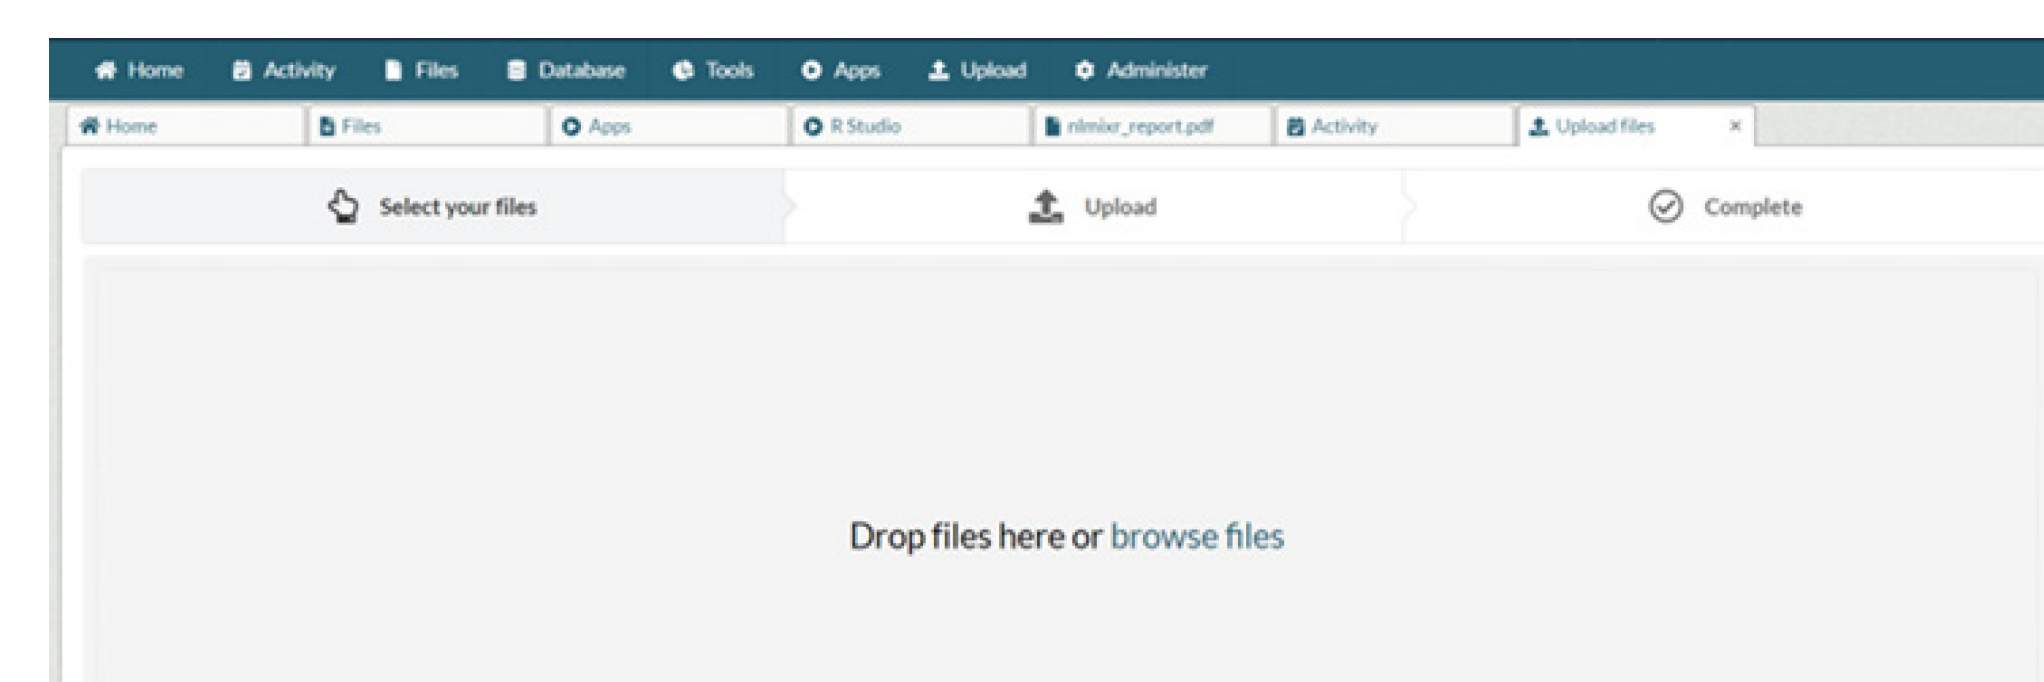 Home Activity Files Database Tools Apps Upload Administer
Home Files Apps R Studio nlmixr_report.pdf Activity Upload files ×
Select your files Upload Complete
Drop files here or browse files